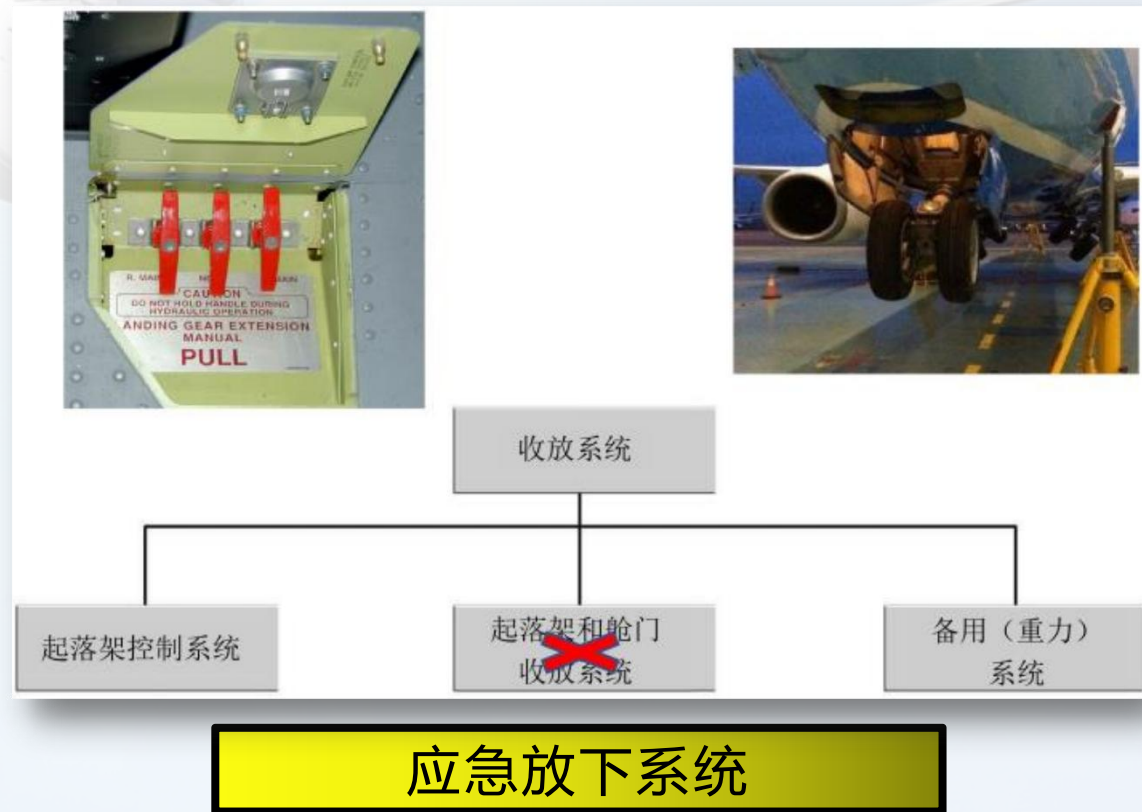 CAUTION
DO NOT HOLD HANDLE DURING
HYDRAULIC OPERATION
ANDING GEAR EXTENSION
MANUAL
PULL
收放系统
起落架控制系统
起落架和舱门
收放系统
备用（重力）
系统
应急放下系统